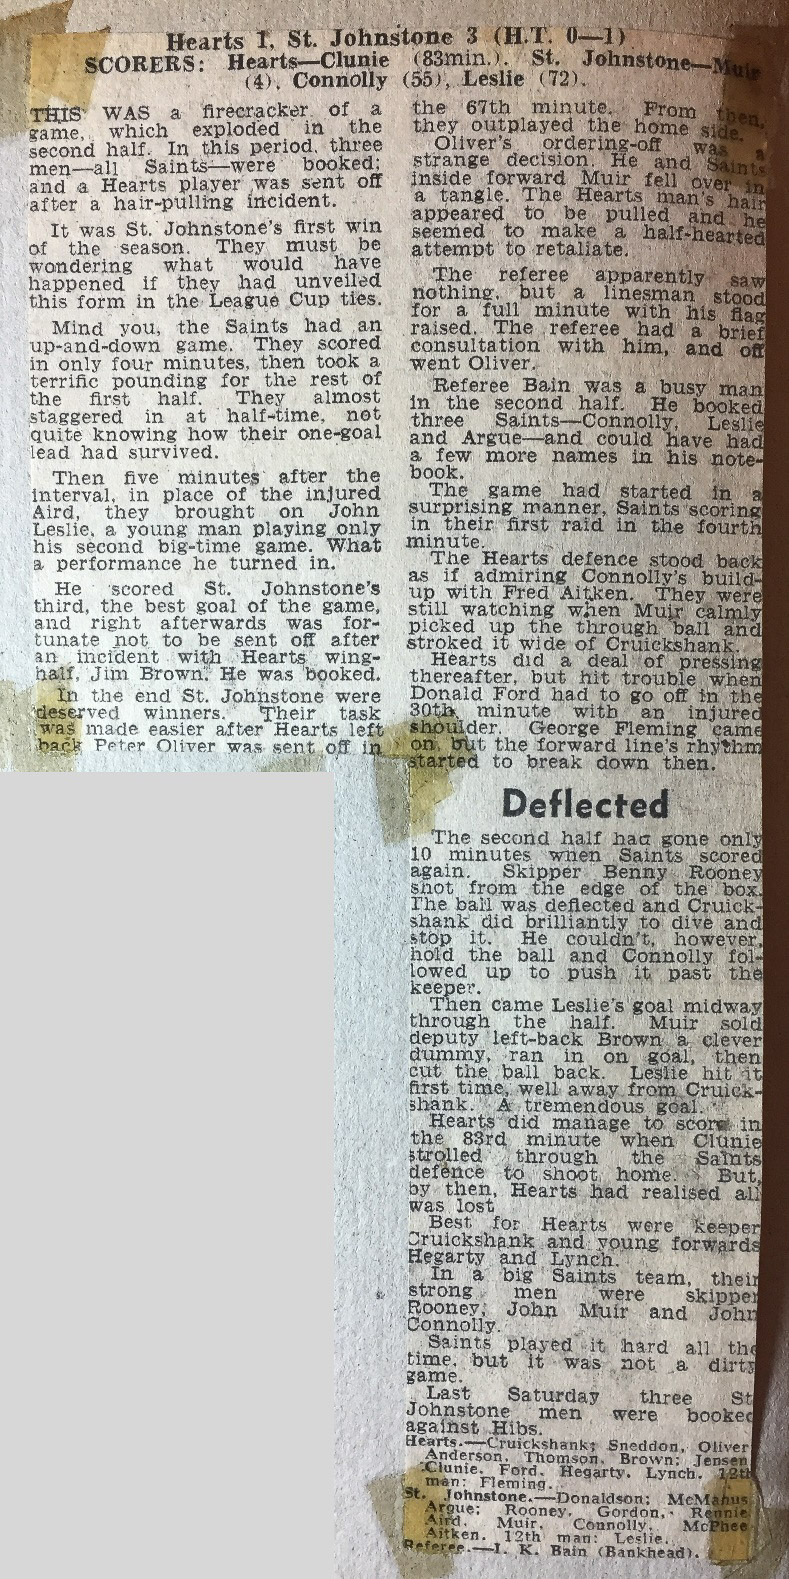 Hearts 1, St. Johnstone 3 (H.T. 0—1)
SCORERS: Hearts—Clunie (83min.). St. Johnstone—Muir
(4), Connolly (55), Leslie (72).
THIS WAS a firecracker of a
game, which exploded in the
second half. In this period, three
men—all Saints—were booked;
and a Hearts player was sent off
after a hair-pulling incident.
It was St. Johnstone's first win
of the season. They must be
wondering what would have
happened if they had unveiled
this form in the League Cup ties.
Mind you, the Saints had an
up-and-down game. They scored
in only four minutes, then took a
terrific pounding for the rest of
the first half. They almost
staggered in at half-time, not
quite knowing how their one-goal
lead had survived.
Then five minutes after the
interval, in place of the injured
Aird, they brought on John
Leslie, a young man playing only
his second big-time game. What
a performance he turned in.
He scored St. Johnstone's
third, the best goal of the game,
and right afterwards was for-
tunate not to be sent off after
an incident with Hearts wing-
half, Jim Brown. He was booked.
In the end St. Johnstone were
deserved winners. Their task
was made easier after Hearts left
back Peter Oliver was sent off in
the 67th minute. From then,
they outplayed the home side.
Oliver's ordering-off was a
strange decision. He and Saints
inside forward Muir fell over in
a tangle. The Hearts man's hair
appeared to be pulled and he
seemed to make a half-hearted
attempt to retaliate.
The referee apparently saw
nothing, but a linesman stood
for a full minute with his flag
raised. The referee had a brief
consultation with him, and off
went Oliver.
Referee Bain was a busy man
in the second half. He booked
three Saints—Connolly, Leslie
and Argue—and could have had
a few more names in his note-
book.
The game had started in a
surprising manner, Saints scoring
in their first raid in the fourth
minute.
The Hearts defence stood back
as if admiring Connolly's build-
up with Fred Aitken. They were
still watching when Muir calmly
picked up the through ball and
stroked it wide of Cruickshank.
Hearts did a deal of pressing
thereafter, but hit trouble when
Donald Ford had to go off in the
30th minute with an injured
shoulder. George Fleming came
on, but the forward line's rhythm
started to break down then.
Deflected
The second half had gone only
10 minutes when Saints scored
again. Skipper Benny Rooney
shot from the edge of the box.
The ball was deflected and Cruick-
shank did brilliantly to dive and
stop it. He couldn't, however,
hold the ball and Connolly fol-
lowed up to push it past the
keeper.
Then came Leslie's goal midway
through the half. Muir sold
deputy left-back Brown a clever
dummy, ran in on goal, then
cut the ball back. Leslie hit it
first time, well away from Cruick-
shank. A tremendous goal.
Hearts did manage to score in
the 83rd minute when Clunie
strolled through the Saints
defence to shoot home. But,
by then, Hearts had realised all
was lost
Best for Hearts were keeper
Cruickshank and young forwards
Hegarty and Lynch.
In a big Saints team, their
strong men were skipper
Rooney, John Muir and John
Connolly.
Saints played it hard all the
time, but it was not a dirty
game.
Last Saturday three St
Johnstone men were booked
against Hibs.
Hearts.—Cruickshank; Sneddon, Oliver
Anderson, Thomson, Brown; Jensen
Clunie, Ford, Hegarty, Lynch. 12th
man: Fleming.
St. Johnstone.—Donaldson; McManus
Argue; Rooney, Gordon, Rennie
Aird, Muir, Connolly, McPhee
Aitken. 12th man: Leslie.
Referee.—I. K. Bain (Bankhead).